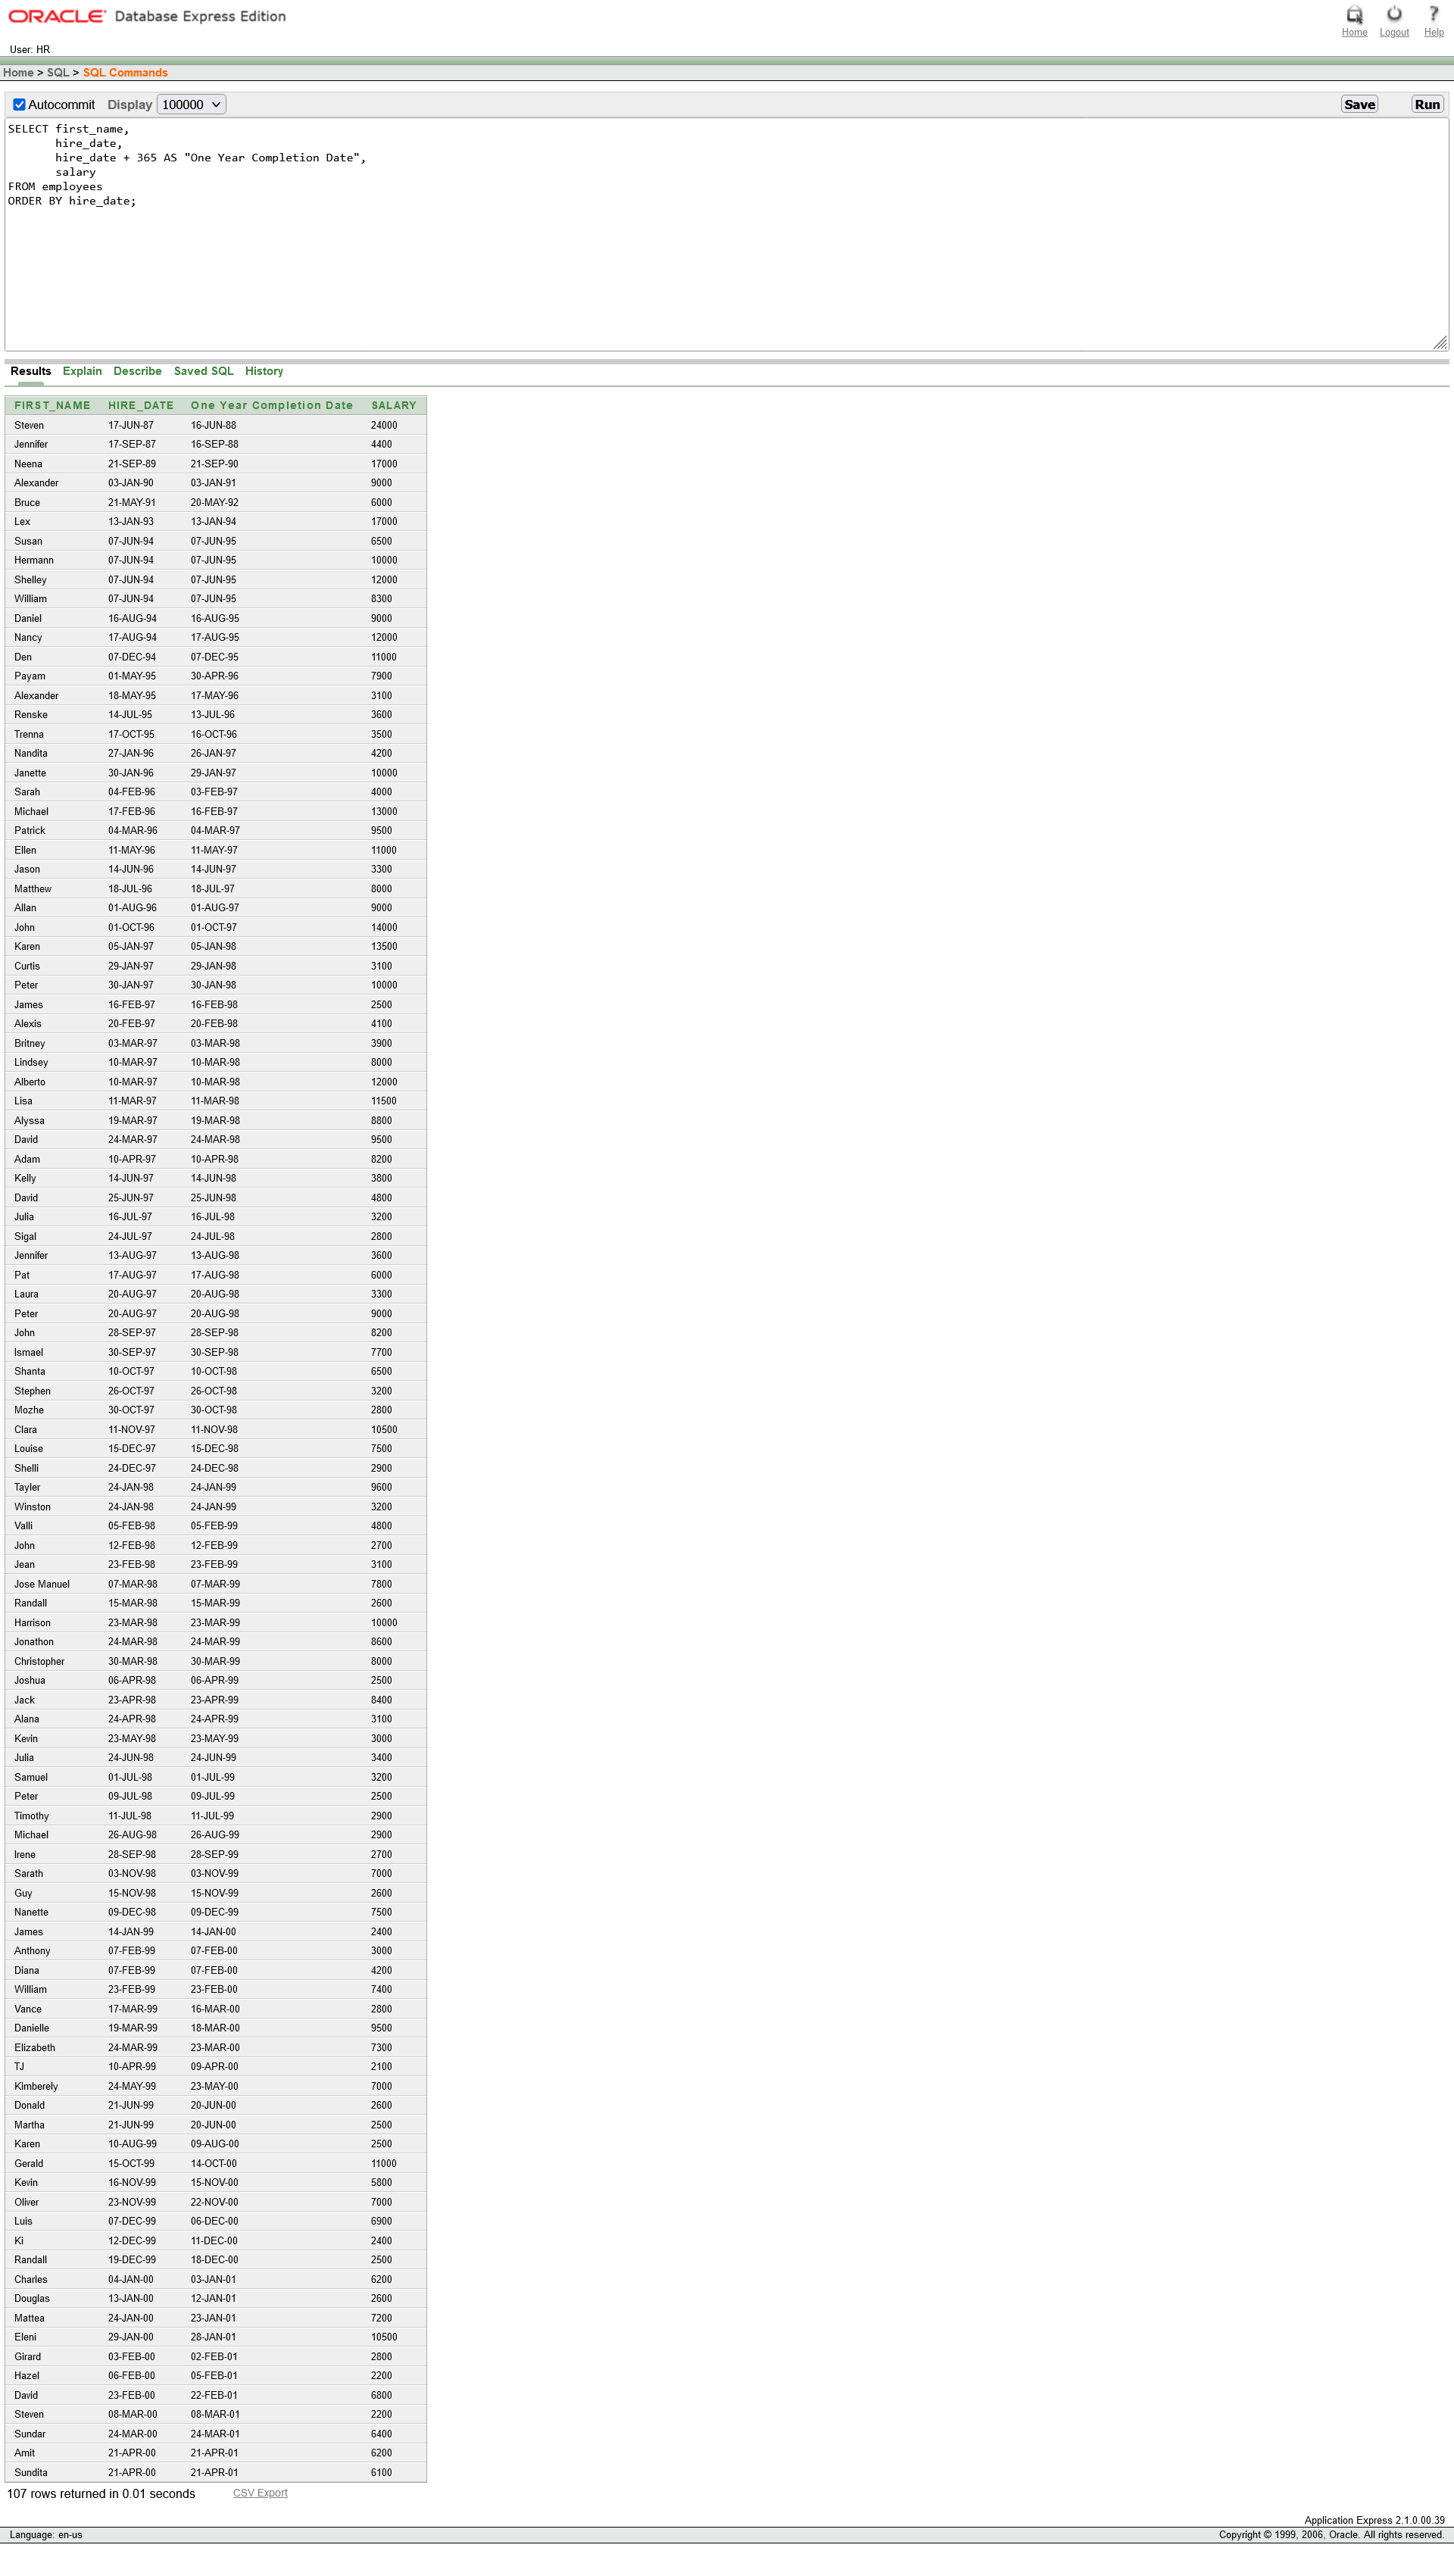 ORACLE Database Express Edition
Home Logout Help
User: HR
Home > SQL > SQL Commands
Autocommit Display 100000 Save Run
SELECT first_name,
hire_date,
hire_date + 365 AS "One Year Completion Date",
salary
FROM employees
ORDER BY hire_date;
Results Explain Describe Saved SQL History
FIRST_NAME HIRE_DATE One Year Completion Date SALARY
Steven 17-JUN-87 16-JUN-88 24000
Jennifer 17-SEP-87 16-SEP-88 4400
Neena 21-SEP-89 21-SEP-90 17000
Alexander 03-JAN-90 03-JAN-91 9000
Bruce 21-MAY-91 20-MAY-92 6000
Lex 13-JAN-93 13-JAN-94 17000
Susan 07-JUN-94 07-JUN-95 6500
Hermann 07-JUN-94 07-JUN-95 10000
Shelley 07-JUN-94 07-JUN-95 12000
William 07-JUN-94 07-JUN-95 8300
Daniel 16-AUG-94 16-AUG-95 9000
Nancy 17-AUG-94 17-AUG-95 12000
Den 07-DEC-94 07-DEC-95 11000
Payam 01-MAY-95 30-APR-96 7900
Alexander 18-MAY-95 17-MAY-96 3100
Renske 14-JUL-95 13-JUL-96 3600
Trenna 17-OCT-95 16-OCT-96 3500
Nandita 27-JAN-96 26-JAN-97 4200
Janette 30-JAN-96 29-JAN-97 10000
Sarah 04-FEB-96 03-FEB-97 4000
Michael 17-FEB-96 16-FEB-97 13000
Patrick 04-MAR-96 04-MAR-97 9500
Ellen 11-MAY-96 11-MAY-97 11000
Jason 14-JUN-96 14-JUN-97 3300
Matthew 18-JUL-96 18-JUL-97 8000
Allan 01-AUG-96 01-AUG-97 9000
John 01-OCT-96 01-OCT-97 14000
Karen 05-JAN-97 05-JAN-98 13500
Curtis 29-JAN-97 29-JAN-98 3100
Peter 30-JAN-97 30-JAN-98 10000
James 16-FEB-97 16-FEB-98 2500
Alexis 20-FEB-97 20-FEB-98 4100
Britney 03-MAR-97 03-MAR-98 3900
Lindsey 10-MAR-97 10-MAR-98 8000
Alberto 10-MAR-97 10-MAR-98 12000
Lisa 11-MAR-97 11-MAR-98 11500
Alyssa 19-MAR-97 19-MAR-98 8800
David 24-MAR-97 24-MAR-98 9500
Adam 10-APR-97 10-APR-98 8200
Kelly 14-JUN-97 14-JUN-98 3800
David 25-JUN-97 25-JUN-98 4800
Julia 16-JUL-97 16-JUL-98 3200
Sigal 24-JUL-97 24-JUL-98 2800
Jennifer 13-AUG-97 13-AUG-98 3600
Pat 17-AUG-97 17-AUG-98 6000
Laura 20-AUG-97 20-AUG-98 3300
Peter 20-AUG-97 20-AUG-98 9000
John 28-SEP-97 28-SEP-98 8200
Ismael 30-SEP-97 30-SEP-98 7700
Shanta 10-OCT-97 10-OCT-98 6500
Stephen 26-OCT-97 26-OCT-98 3200
Mozhe 30-OCT-97 30-OCT-98 2800
Clara 11-NOV-97 11-NOV-98 10500
Louise 15-DEC-97 15-DEC-98 7500
Shelli 24-DEC-97 24-DEC-98 2900
Tayler 24-JAN-98 24-JAN-99 9600
Winston 24-JAN-98 24-JAN-99 3200
Valli 05-FEB-98 05-FEB-99 4800
John 12-FEB-98 12-FEB-99 2700
Jean 23-FEB-98 23-FEB-99 3100
Jose Manuel 07-MAR-98 07-MAR-99 7800
Randall 15-MAR-98 15-MAR-99 2600
Harrison 23-MAR-98 23-MAR-99 10000
Jonathon 24-MAR-98 24-MAR-99 8600
Christopher 30-MAR-98 30-MAR-99 8000
Joshua 06-APR-98 06-APR-99 2500
Jack 23-APR-98 23-APR-99 8400
Alana 24-APR-98 24-APR-99 3100
Kevin 23-MAY-98 23-MAY-99 3000
Julia 24-JUN-98 24-JUN-99 3400
Samuel 01-JUL-98 01-JUL-99 3200
Peter 09-JUL-98 09-JUL-99 2500
Timothy 11-JUL-98 11-JUL-99 2900
Michael 26-AUG-98 26-AUG-99 2900
Irene 28-SEP-98 28-SEP-99 2700
Sarath 03-NOV-98 03-NOV-99 7000
Guy 15-NOV-98 15-NOV-99 2600
Nanette 09-DEC-98 09-DEC-99 7500
James 14-JAN-99 14-JAN-00 2400
Anthony 07-FEB-99 07-FEB-00 3000
Diana 07-FEB-99 07-FEB-00 4200
William 23-FEB-99 23-FEB-00 7400
Vance 17-MAR-99 16-MAR-00 2800
Danielle 19-MAR-99 18-MAR-00 9500
Elizabeth 24-MAR-99 23-MAR-00 7300
TJ 10-APR-99 09-APR-00 2100
Kimberely 24-MAY-99 23-MAY-00 7000
Donald 21-JUN-99 20-JUN-00 2600
Martha 21-JUN-99 20-JUN-00 2500
Karen 10-AUG-99 09-AUG-00 2500
Gerald 15-OCT-99 14-OCT-00 11000
Kevin 16-NOV-99 15-NOV-00 5800
Oliver 23-NOV-99 22-NOV-00 7000
Luis 07-DEC-99 06-DEC-00 6900
Ki 12-DEC-99 11-DEC-00 2400
Randall 19-DEC-99 18-DEC-00 2500
Charles 04-JAN-00 03-JAN-01 6200
Douglas 13-JAN-00 12-JAN-01 2600
Mattea 24-JAN-00 23-JAN-01 7200
Eleni 29-JAN-00 28-JAN-01 10500
Girard 03-FEB-00 02-FEB-01 2800
Hazel 06-FEB-00 05-FEB-01 2200
David 23-FEB-00 22-FEB-01 6800
Steven 08-MAR-00 08-MAR-01 2200
Sundar 24-MAR-00 24-MAR-01 6400
Amit 21-APR-00 21-APR-01 6200
Sundita 21-APR-00 21-APR-01 6100
107 rows returned in 0.01 seconds CSV Export
Application Express 2.1.0.00.39
Language: en-us Copyright © 1999, 2006, Oracle. All rights reserved.